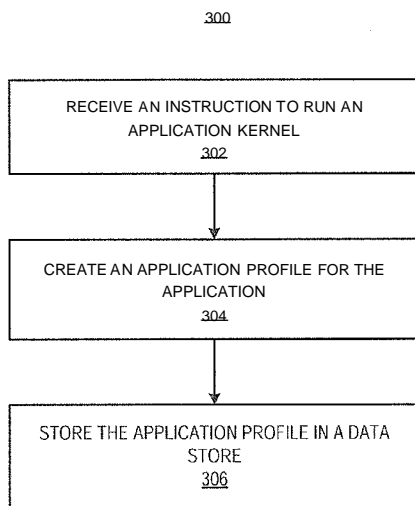 300
RECEIVE AN INSTRUCTION TO RUN AN
APPLICATION KERNEL
302
CREATE AN APPLICATION PROFILE FOR THE
APPLICATION
304
STORE THE APPLICATION PROFILE IN A DATA
STORE
306